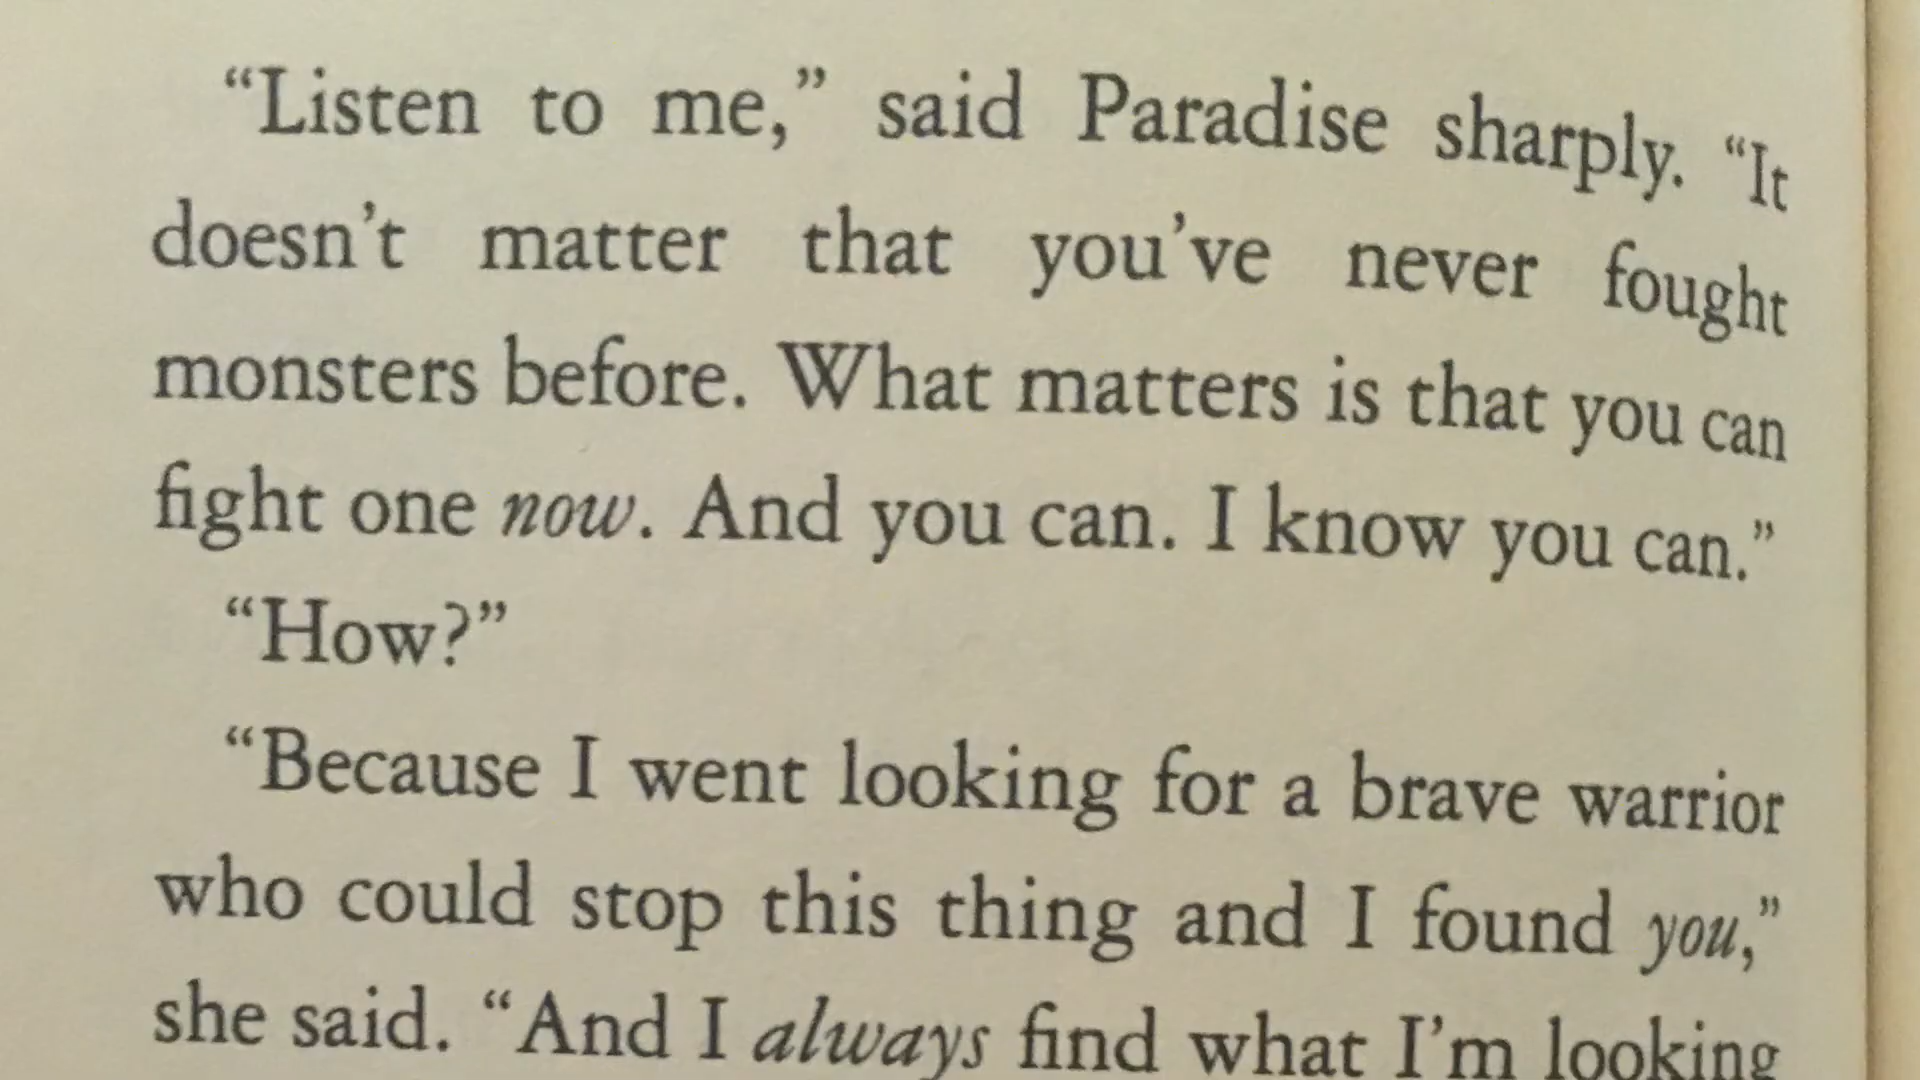 “Listen to me,” said Paradise sharply. “It
doesn’t matter that you’ve never fought
monsters before. What matters is that you can
fight one now. And you can. I know you can.”
“How?”
“Because I went looking for a brave warrior
who could stop this thing and I found you,”
she said. “And I always find what I’m looking